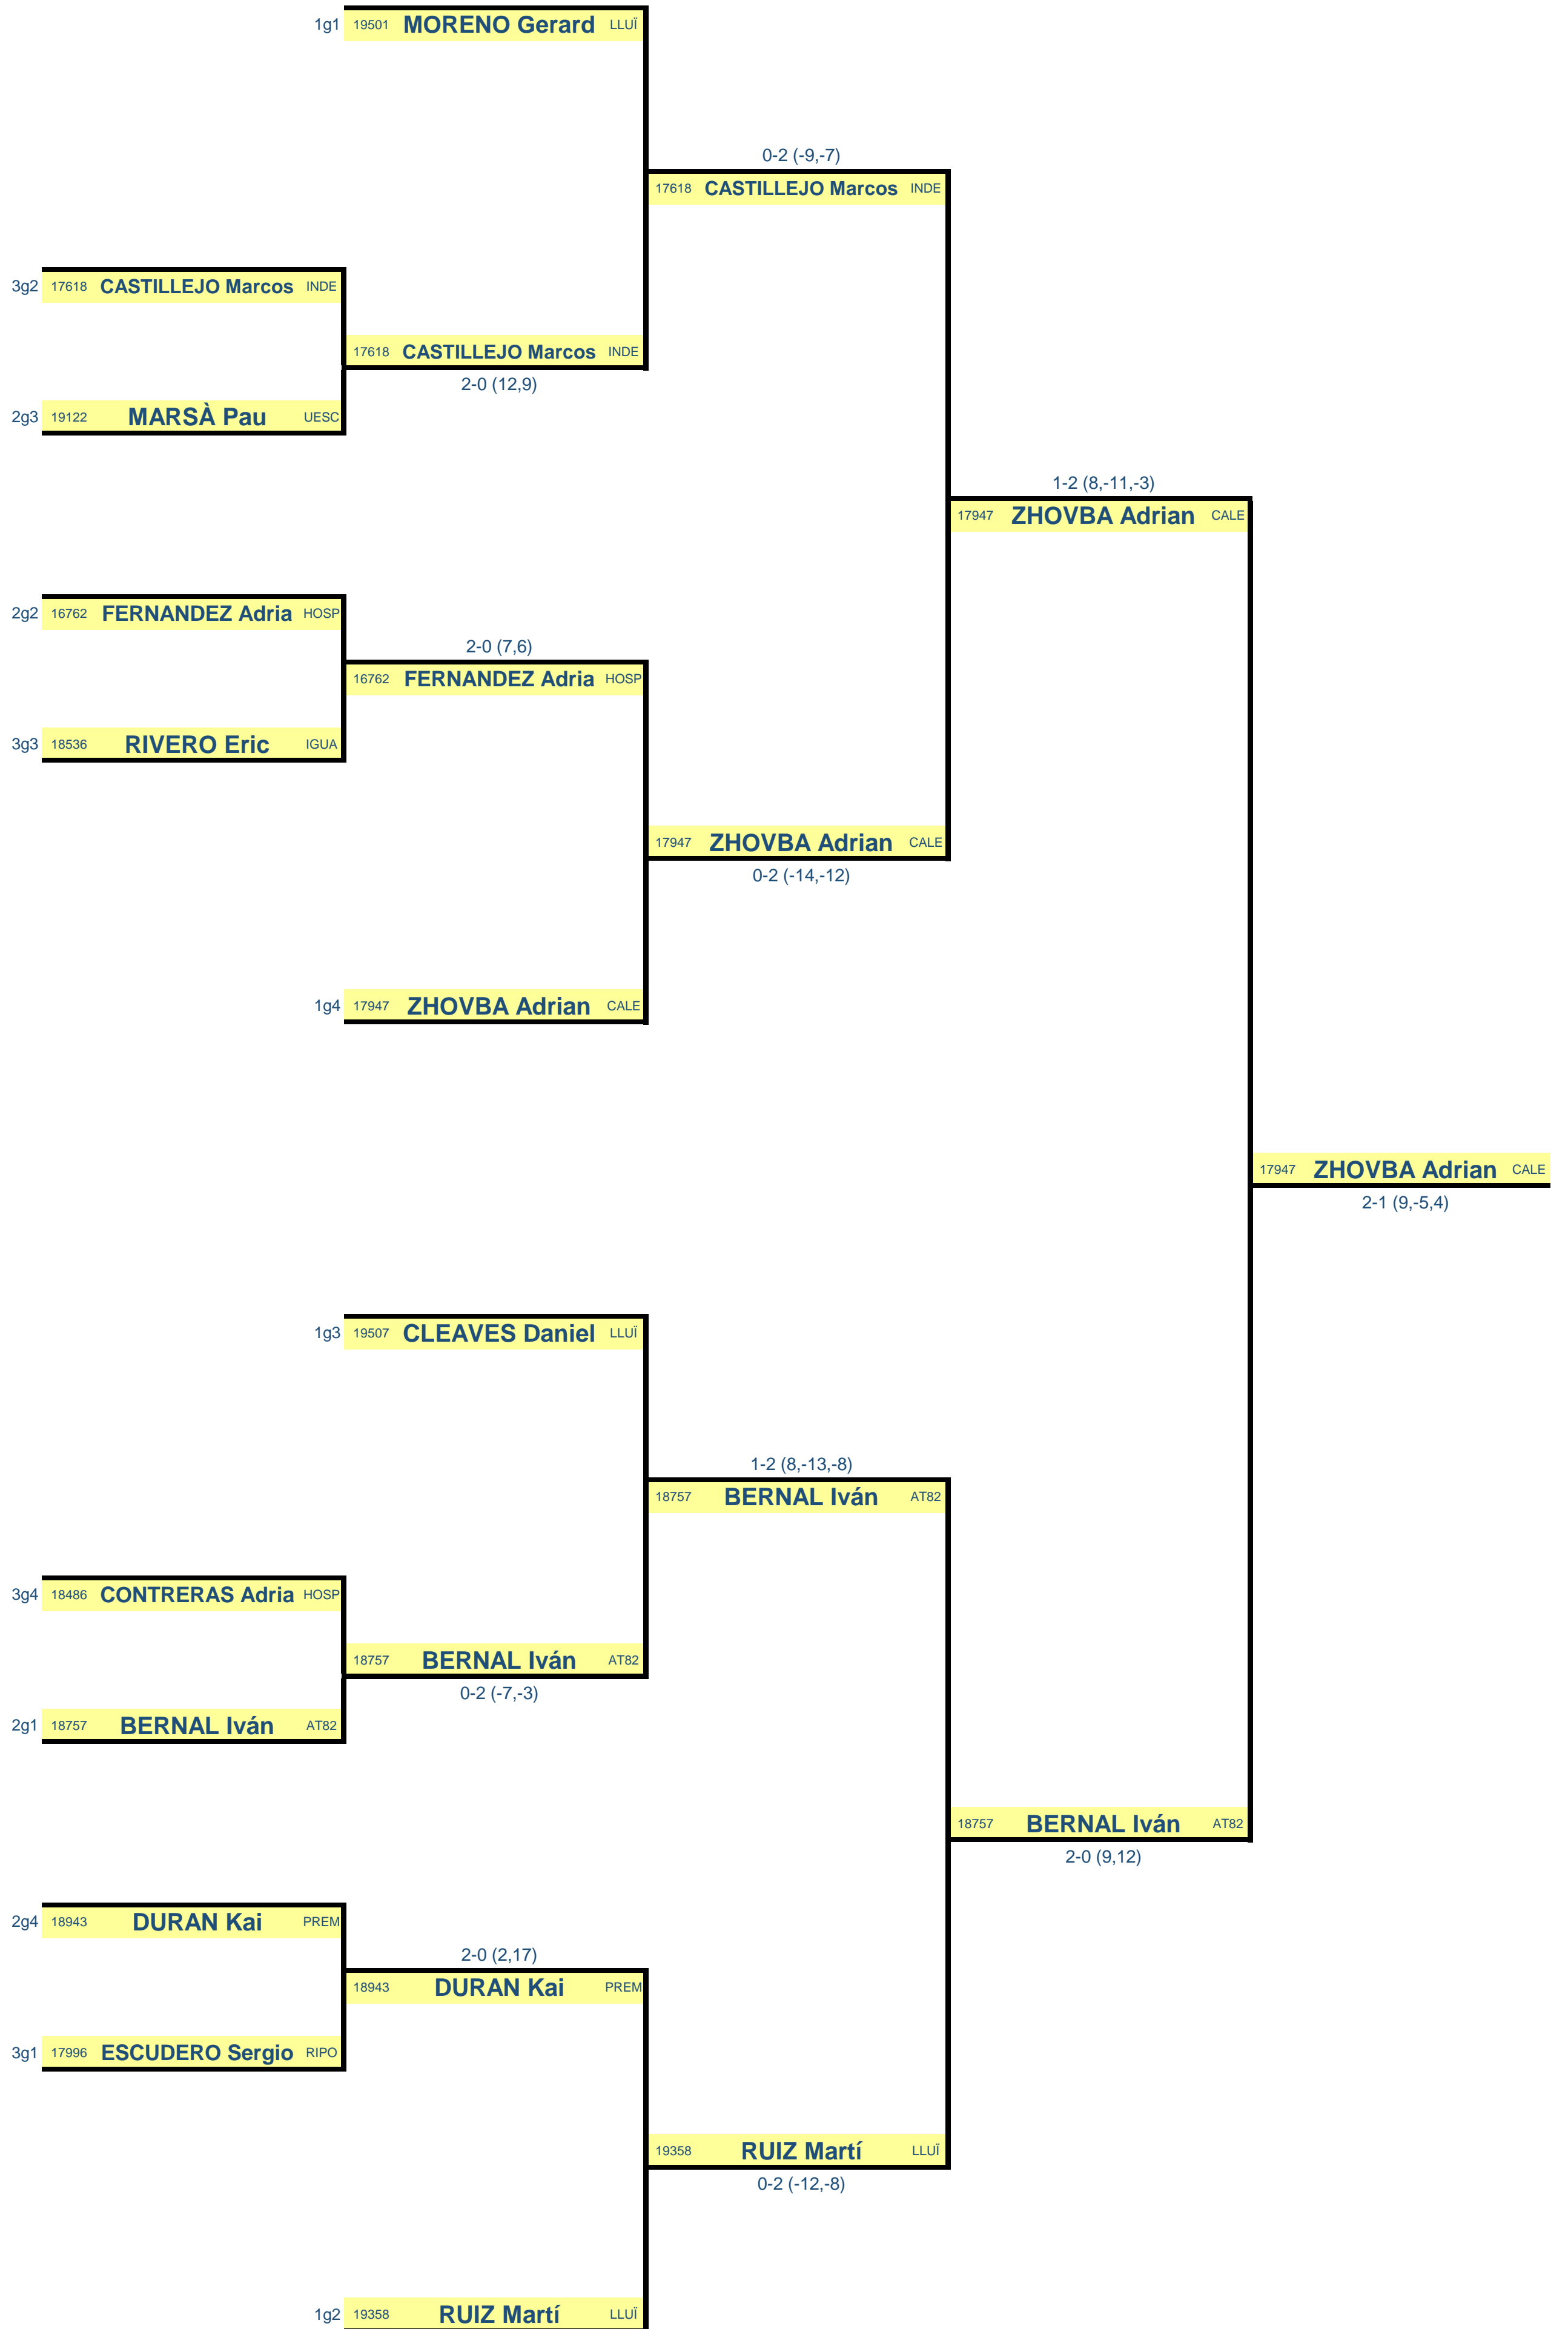 1g1 19501 MORENO Gerard LLUÏ
0-2 (-9,-7)
17618 CASTILLEJO Marcos INDE
3g2 17618 CASTILLEJO Marcos INDE
17618 CASTILLEJO Marcos INDE
2-0 (12,9)
2g3 19122 MARSÀ Pau UESC
1-2 (8,-11,-3)
17947 ZHOVBA Adrian CALE
2g2 16762 FERNANDEZ Adria HOSP
2-0 (7,6)
16762 FERNANDEZ Adria HOSP
3g3 18536 RIVERO Eric IGUA
17947 ZHOVBA Adrian CALE
0-2 (-14,-12)
1g4 17947 ZHOVBA Adrian CALE
17947 ZHOVBA Adrian CALE
2-1 (9,-5,4)
1g3 19507 CLEAVES Daniel LLUÏ
1-2 (8,-13,-8)
18757 BERNAL Iván AT82
3g4 18486 CONTRERAS Adria HOSP
18757 BERNAL Iván AT82
0-2 (-7,-3)
2g1 18757 BERNAL Iván AT82
18757 BERNAL Iván AT82
2-0 (9,12)
2g4 18943 DURAN Kai PREM
2-0 (2,17)
18943 DURAN Kai PREM
3g1 17996 ESCUDERO Sergio RIPO
19358 RUIZ Martí LLUÏ
0-2 (-12,-8)
1g2 19358 RUIZ Martí LLUÏ